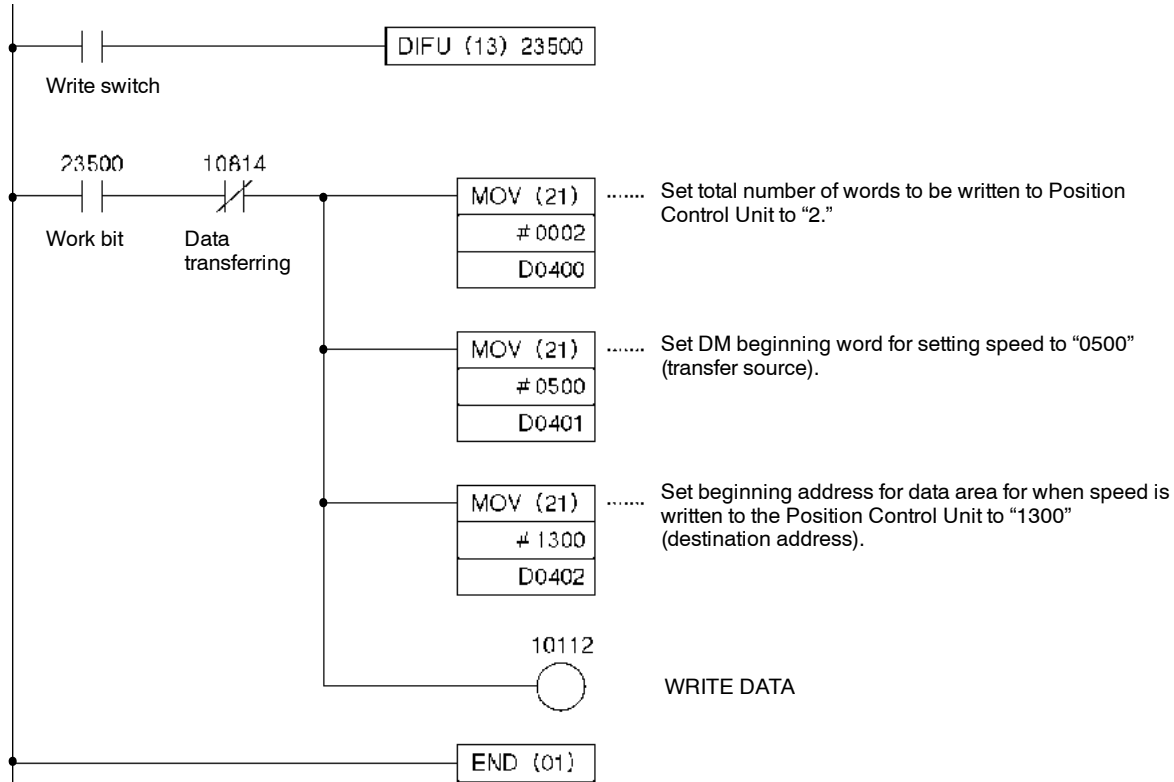 DIFU (13) 23500
Write switch
23500 10814
MOV (21) ....... Set total number of words to be written to Position
Control Unit to “2.”
Work bit Data
transferring
#0002
D0400
MOV (21) ....... Set DM beginning word for setting speed to “0500”
(transfer source).
#0500
D0401
MOV (21) ....... Set beginning address for data area for when speed is
written to the Position Control Unit to “1300”
(destination address).
#1300
D0402
10112
WRITE DATA
END (01)